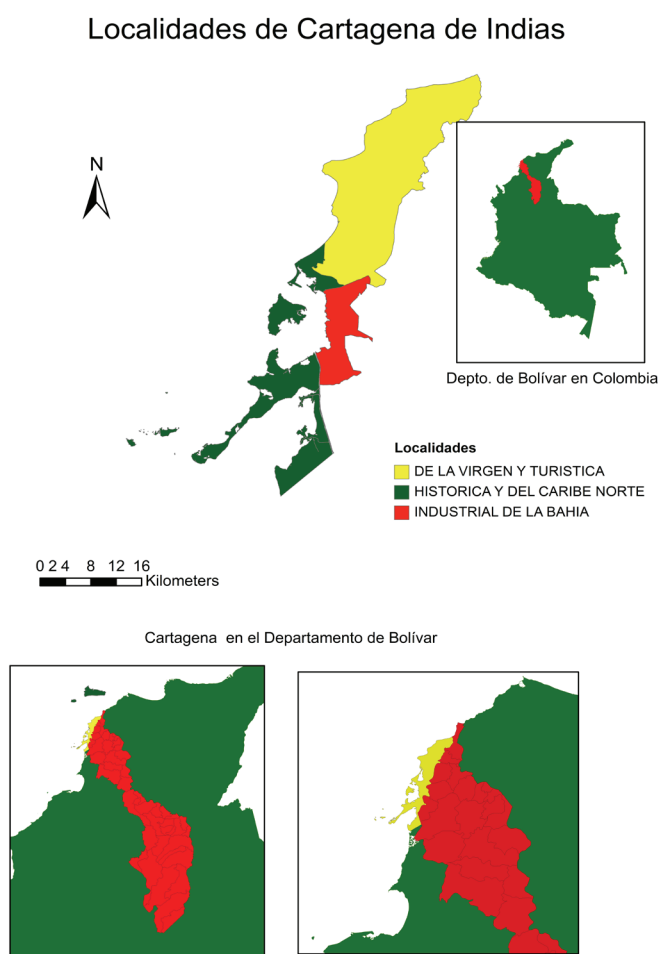 Localidades de Cartagena de Indias
N
Depto. de Bolívar en Colombia
Localidades
DE LA VIRGEN Y TURISTICA
HISTORICA Y DEL CARIBE NORTE
INDUSTRIAL DE LA BAHIA
0 2 4 8 12 16
Kilometers
Cartagena en el Departamento de Bolívar